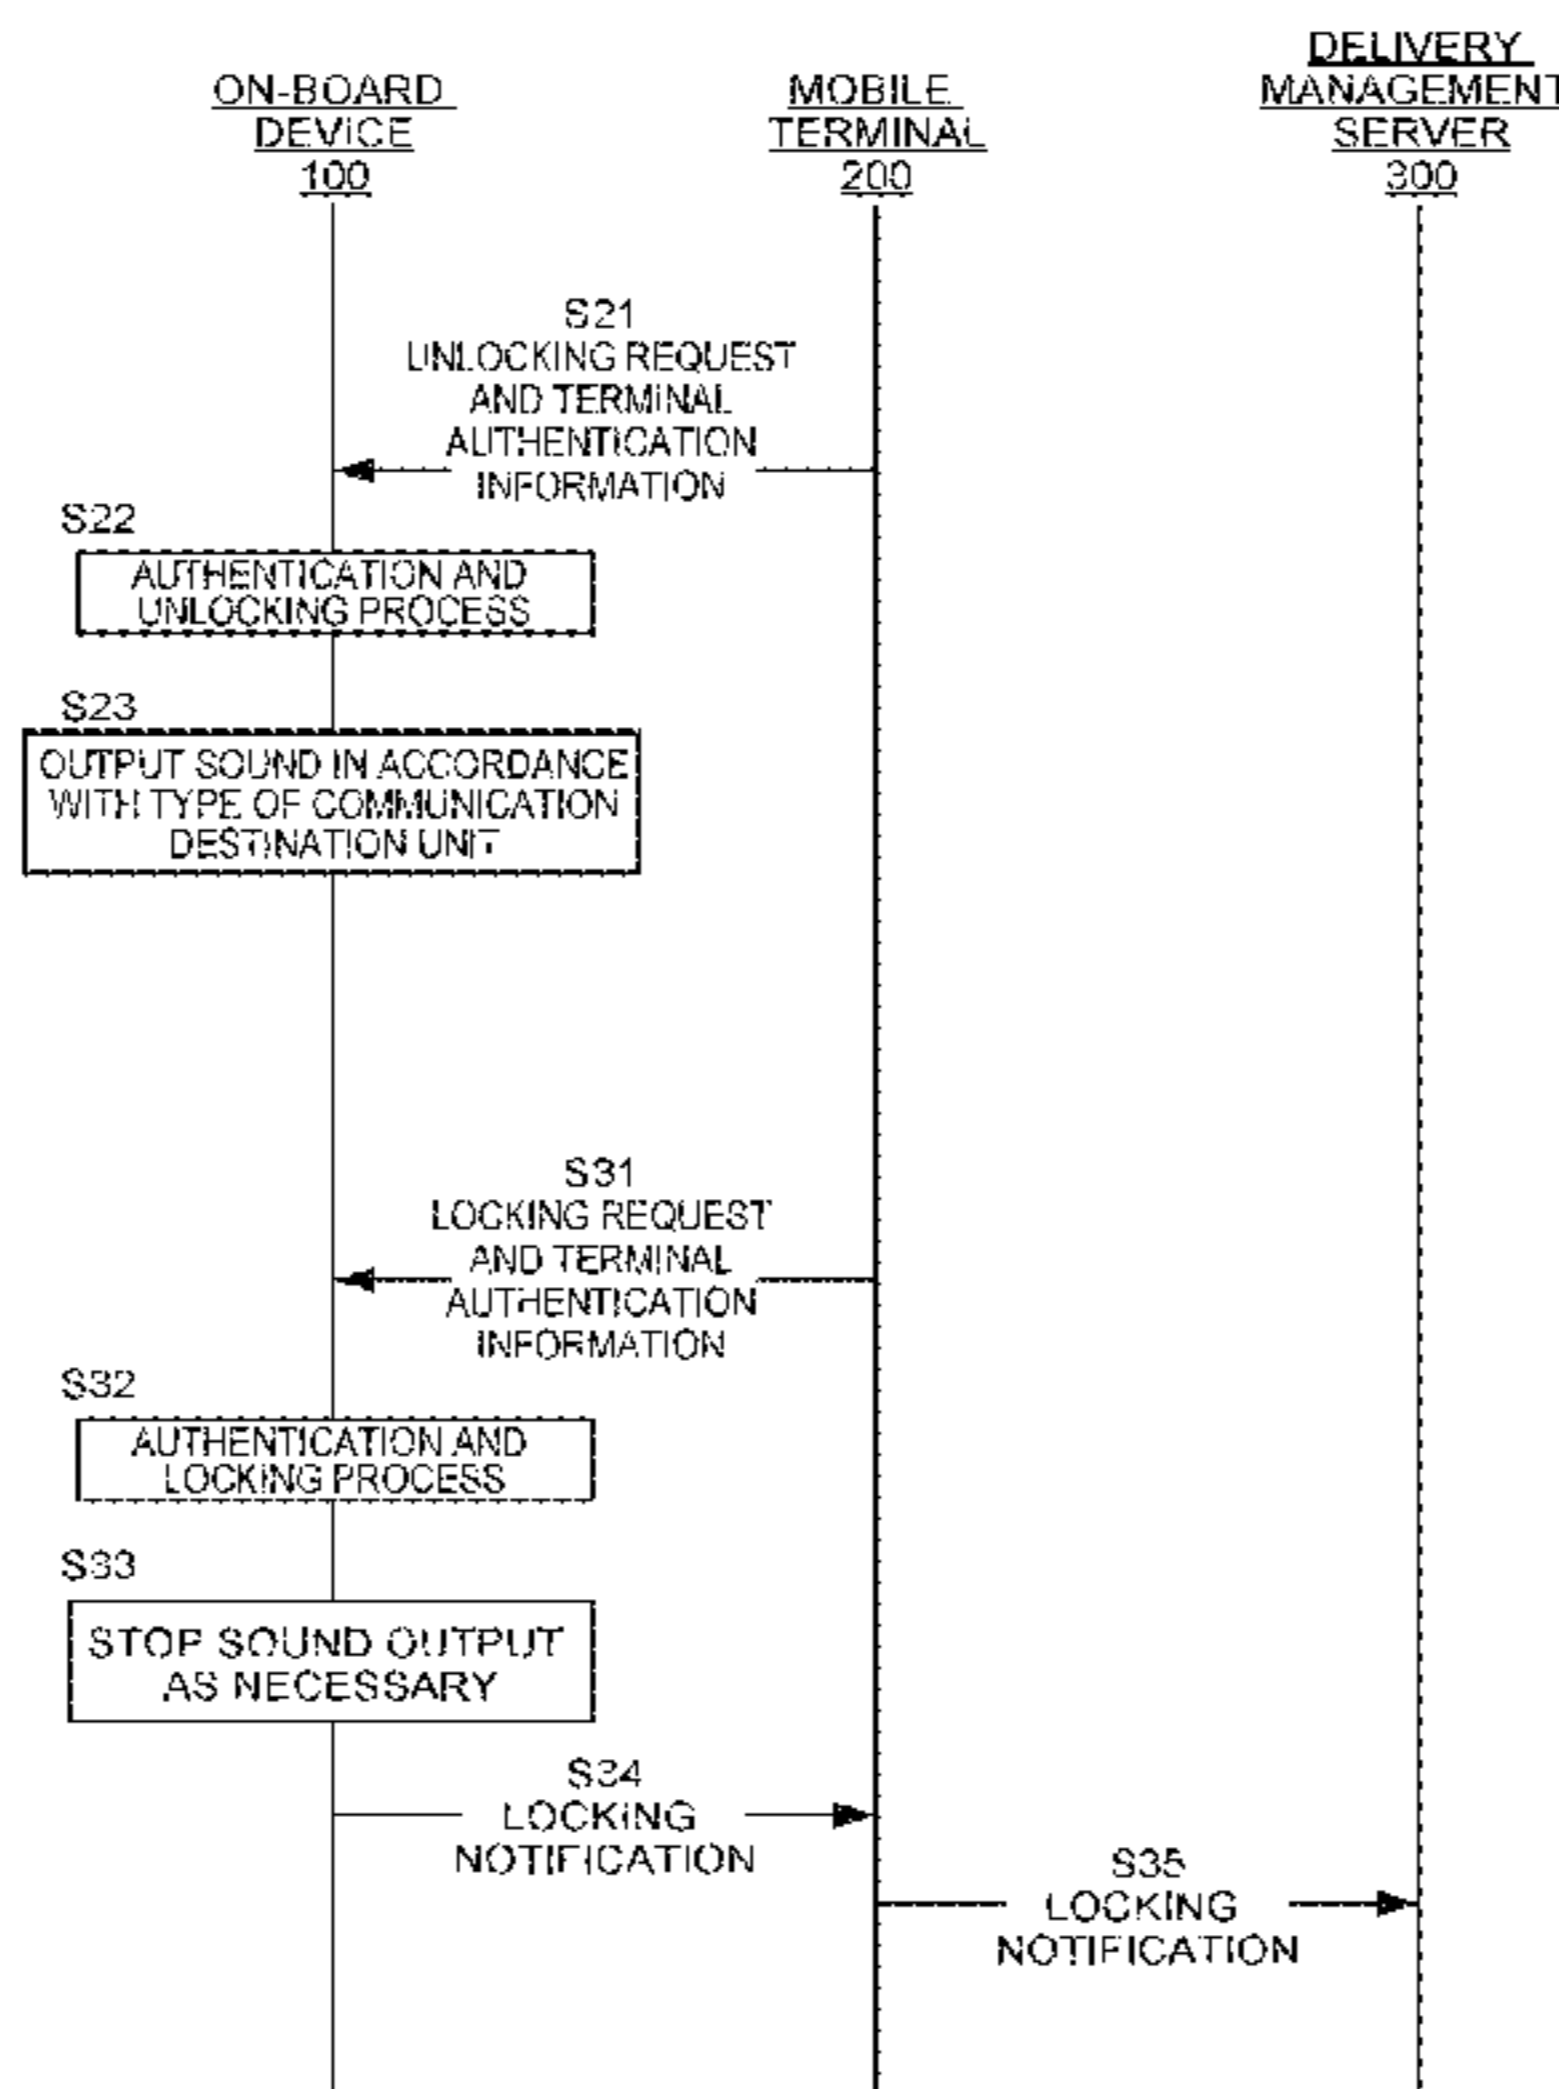 ON-BOARD
DEVICE
100
MOBILE
TERMINAL
200
DELIVERY
MANAGEMENT
SERVER
300
S21
UNLOCKING REQUEST
AND TERMINAL
AUTHENTICATION
INFORMATION
S22
AUTHENTICATION AND
UNLOCKING PROCESS
S23
OUTPUT SOUND IN ACCORDANCE
WITH TYPE OF COMMUNICATION
DESTINATION UNIT
S31
LOCKING REQUEST
AND TERMINAL
AUTHENTICATION
INFORMATION
S32
AUTHENTICATION AND
LOCKING PROCESS
S33
STOP SOUND OUTPUT
AS NECESSARY
S34
LOCKING
NOTIFICATION
S35
LOCKING
NOTIFICATION